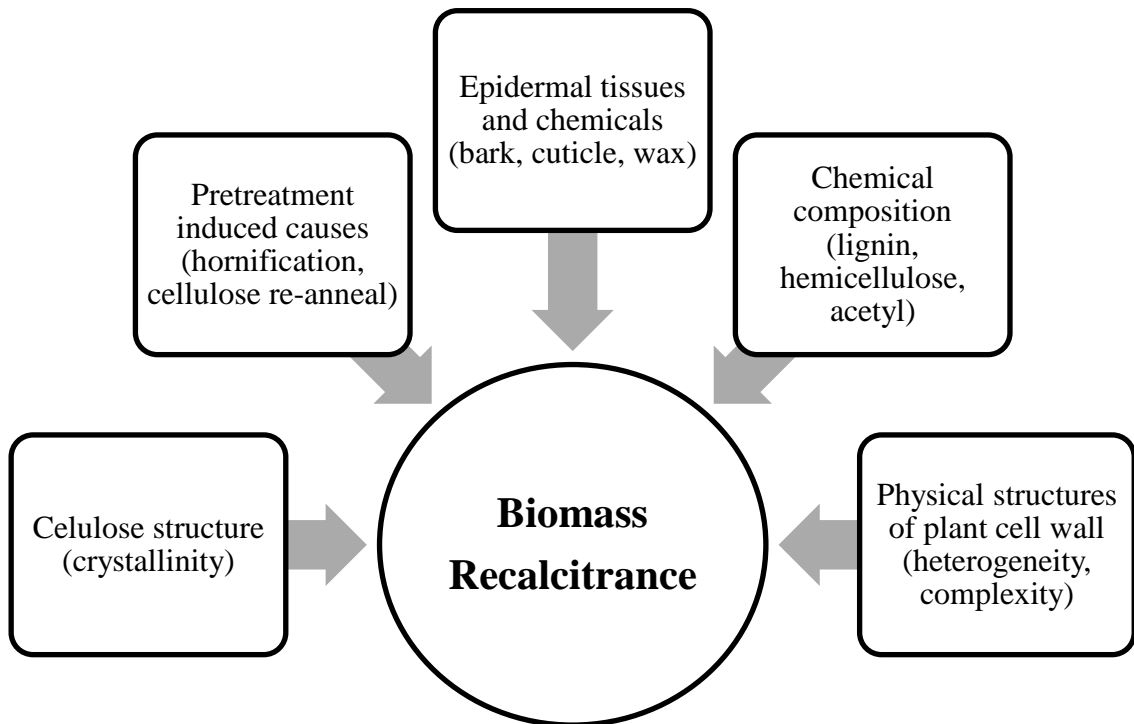 Epidermal tissues
and chemicals
(bark, cuticle, wax)
Pretreatment
induced causes
(hornification,
cellulose re-anneal)
Chemical
composition
(lignin,
hemicellulose,
acetyl)
Celulose structure
(crystallinity)
Biomass
Recalcitrance
Physical structures
of plant cell wall
(heterogeneity,
complexity)